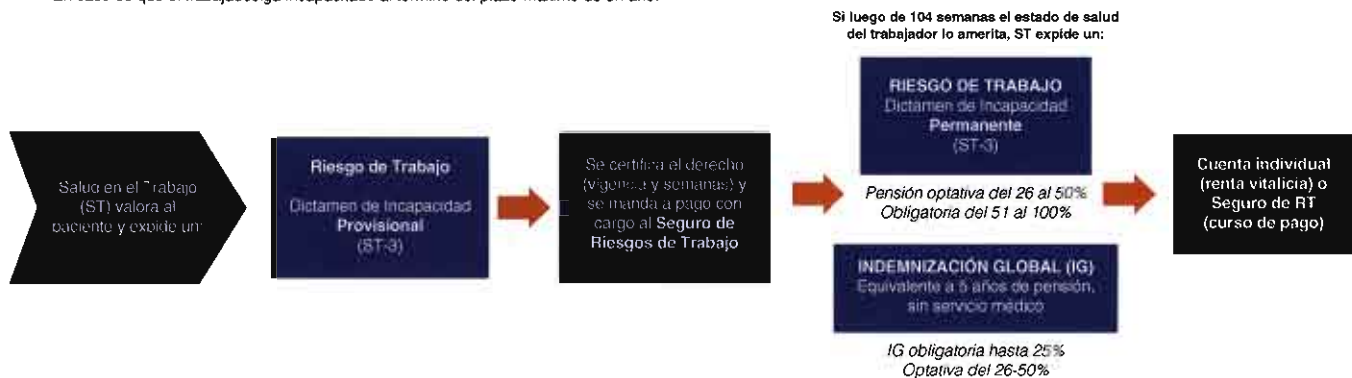 Si luego de 104 semanas el estado de salud
del trabajador lo amerita, ST expide un:
Salud en el Trabajo
(ST) valora al
paciente y expide un:
Riesgo de Trabajo
Dictamen de Incapacidad
Provisional
(ST-3)
Se certifica el derecho
(vigencia y semanas) y
se manda a pago con
cargo al Seguro de
Riesgos de Trabajo
RIESGO DE TRABAJO
Dictamen de Incapacidad
Permanente
(ST-3)
Pensión optativa del 26 al 50%
Obligatoria del 51 al 100%
INDEMNIZACIÓN GLOBAL (IG)
Equivalente a 5 años de pensión,
sin servicio médico
IG obligatoria hasta 25%
Optativa del 26-50%
Cuenta individual
(renta vitalicia) o
Seguro de RT
(curso de pago)